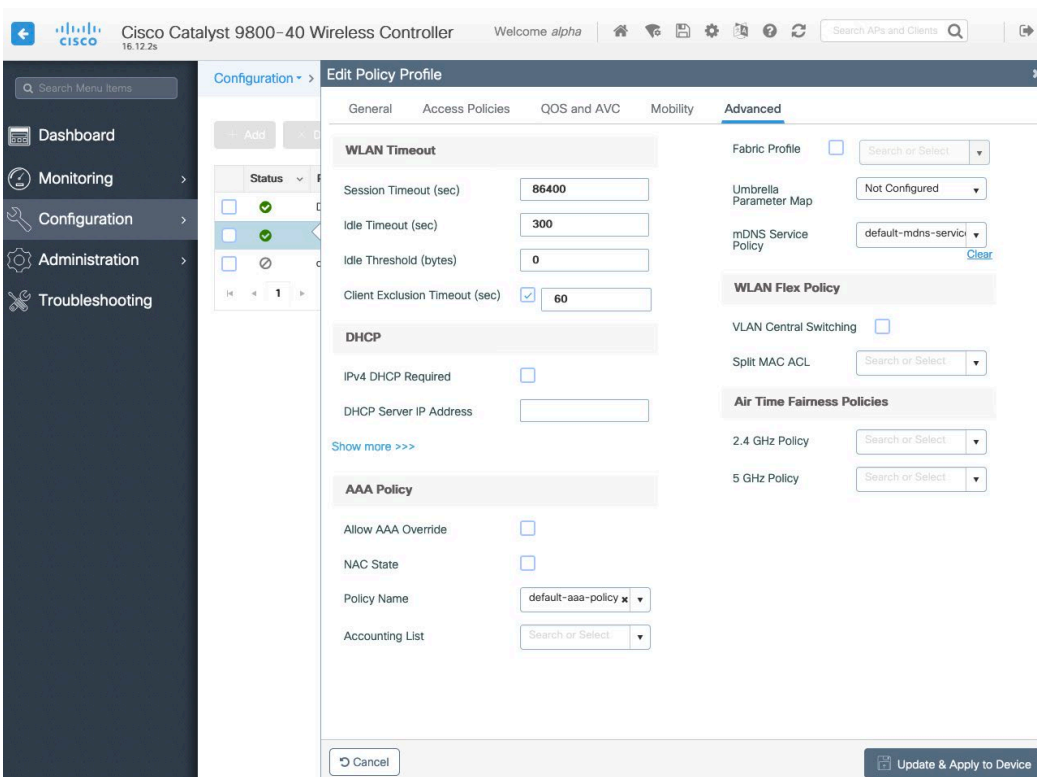 CISCO
Cisco Catalyst 9800-40 Wireless Controller
16.12.2s
Welcome alpha
Search APs and Clients
Search Menu Items
Dashboard
Monitoring
Configuration
Administration
Troubleshooting
Configuration
Add
Status
1
Edit Policy Profile
General
Access Policies
QOS and AVC
Mobility
Advanced
WLAN Timeout
Session Timeout (sec)
86400
Idle Timeout (sec)
300
Idle Threshold (bytes)
0
Client Exclusion Timeout (sec)
60
DHCP
IPv4 DHCP Required
DHCP Server IP Address
Show more >>>
AAA Policy
Allow AAA Override
NAC State
Policy Name
default-aaa-policy
Accounting List
Search or Select
Fabric Profile
Search or Select
Umbrella
Parameter Map
Not Configured
mDNS Service
Policy
default-mdns-servic
Clear
WLAN Flex Policy
VLAN Central Switching
Split MAC ACL
Search or Select
Air Time Fairness Policies
2.4 GHz Policy
Search or Select
5 GHz Policy
Search or Select
Cancel
Update & Apply to Device